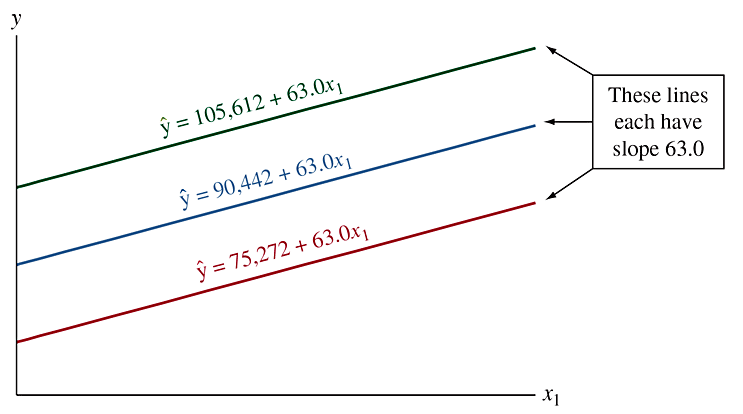 y
ŷ = 105,612 + 63.0x₁
ŷ = 90,442 + 63.0x₁
ŷ = 75,272 + 63.0x₁
These lines
each have
slope 63.0
x₁